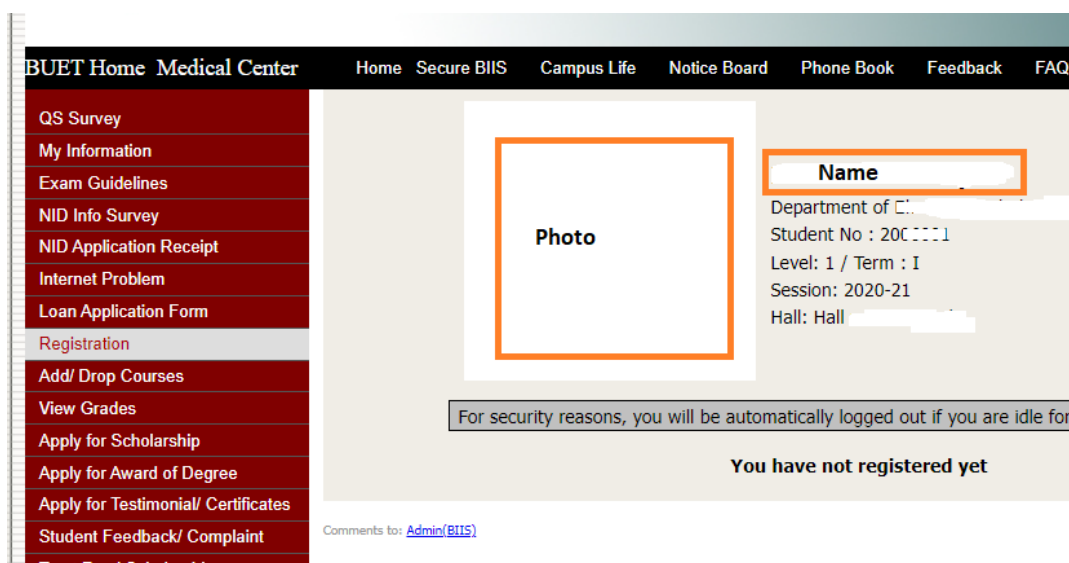 BUET Home Medical Center Home Secure BIIS Campus Life Notice Board Phone Book Feedback FAQ
QS Survey
My Information
Exam Guidelines
NID Info Survey
NID Application Receipt
Internet Problem
Loan Application Form
Registration
Add/ Drop Courses
View Grades
Apply for Scholarship
Apply for Award of Degree
Apply for Testimonial/ Certificates
Student Feedback/ Complaint
Photo
Name
Department of
Student No :
Level: 1 / Term : I
Session: 2020-21
Hall: Hall
For security reasons, you will be automatically logged out if you are idle for
You have not registered yet
Comments to: Admin(BIIS)